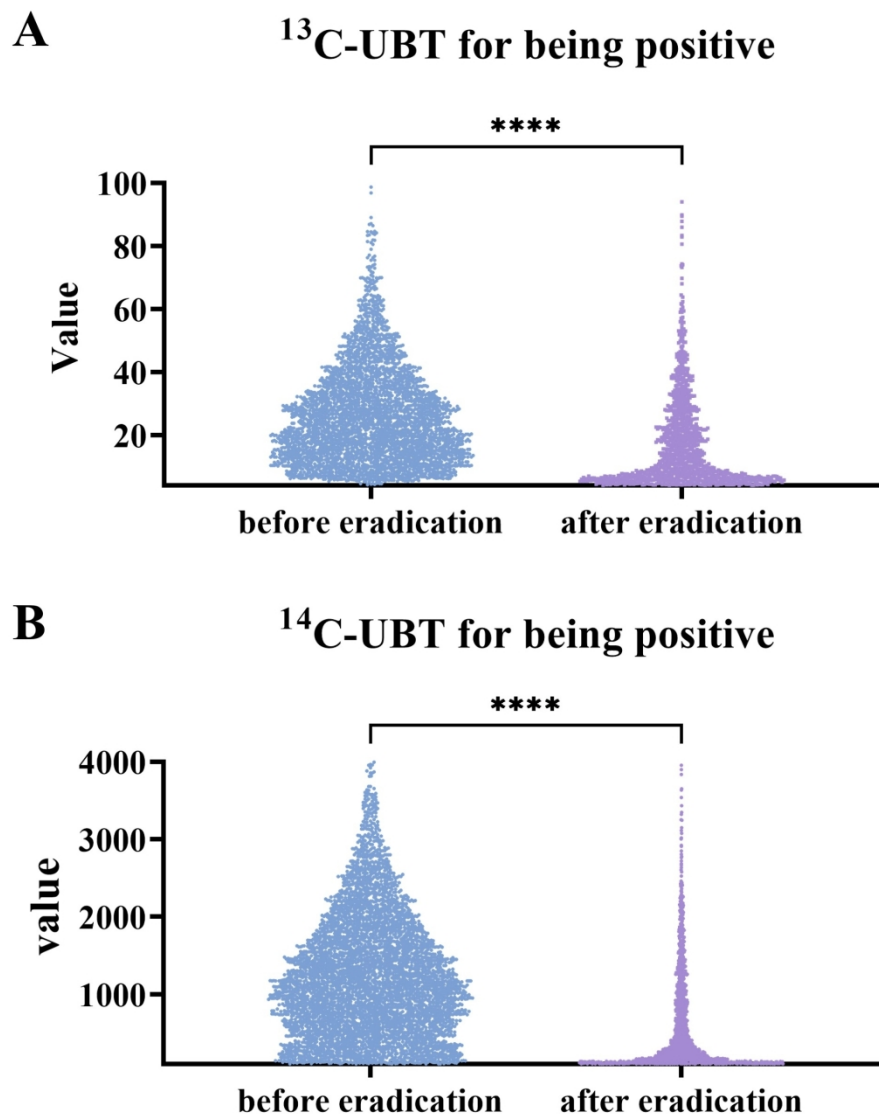 A
¹³C-UBT for being positive
****
100
80
60
40
20
Value
before eradication after eradication
B
¹⁴C-UBT for being positive
****
4000
3000
2000
1000
value
before eradication after eradication